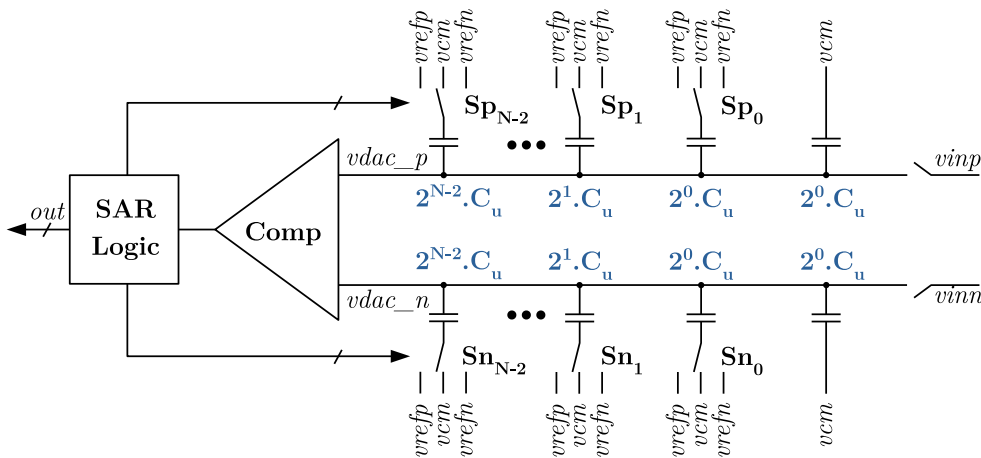 vrefp vcm vrefn vrefp vcm vrefn vrefp vcm vrefn vcm
Sp_N-2 Sp_1 Sp_0
vdac_p vinp
2^N-2.C_u 2^1.C_u 2^0.C_u 2^0.C_u
out SAR Logic Comp
2^N-2.C_u 2^1.C_u 2^0.C_u 2^0.C_u
vdac_n vinn
Sn_N-2 Sn_1 Sn_0
vrefp vcm vrefn vrefp vcm vrefn vrefp vcm vrefn vcm